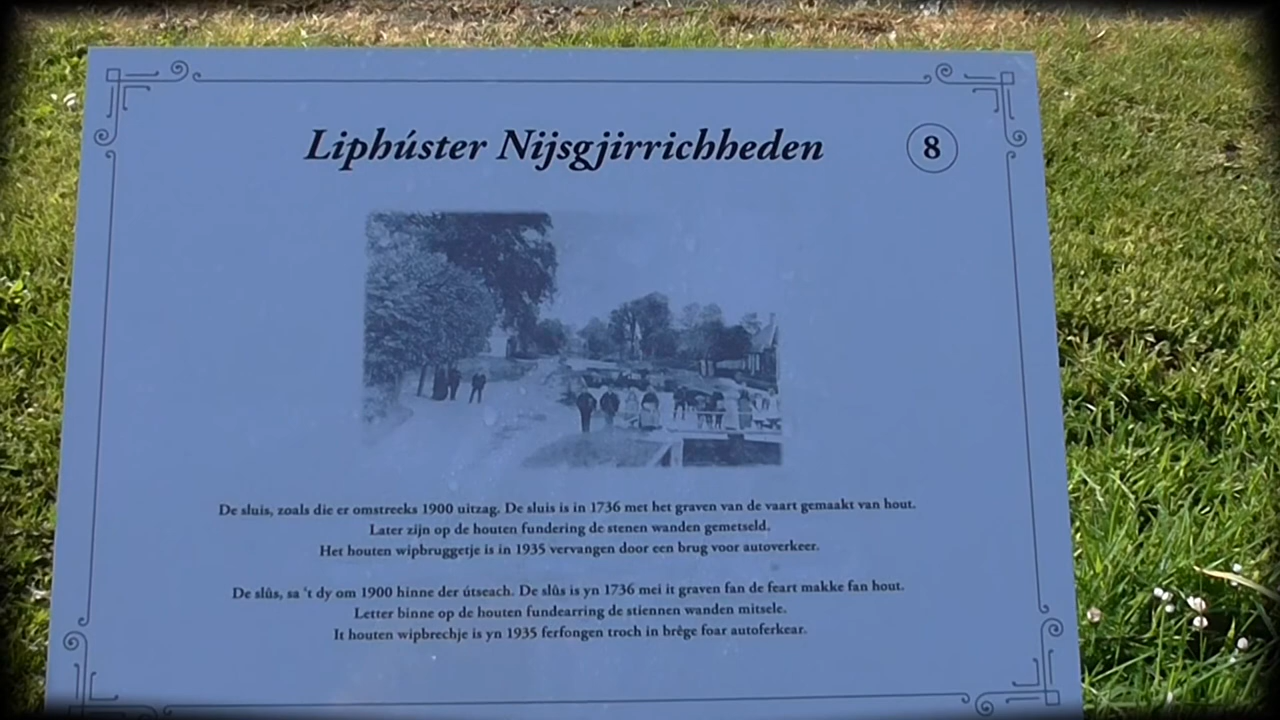 Liphúster Nijsgjirrichheden
8
De sluis, zoals die er omstreeks 1900 uitzag. De sluis is in 1736 met het graven van de vaart gemaakt van hout.
Later zijn op de houten fundering de stenen wanden gemetseld.
Het houten wipbruggetje is in 1935 vervangen door een brug voor autoverkeer.
De slûs, sa 't dy om 1900 hinne der útseach. De slûs is yn 1736 mei it graven fan de feart makke fan hout.
Letter binne op de houten fundearring de stiennen wanden mitsele.
It houten wipbrechje is yn 1935 ferfongen troch in brêge foar autoferkear.